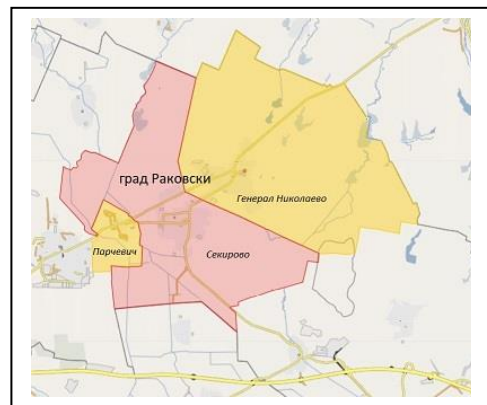 град Раковски
Генерал Николаево
Парчевич
Секирово